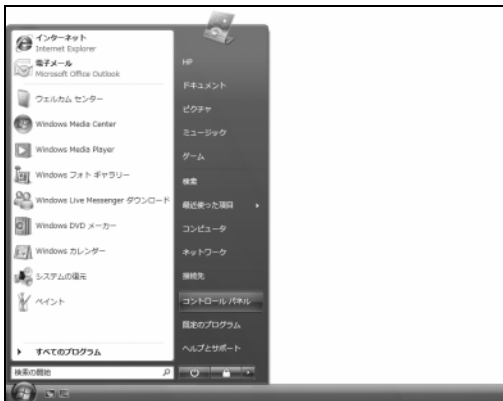 インターネット
Internet Explorer
電子メール
Microsoft Office Outlook
ウェルカム センター
Windows Media Center
Windows Media Player
Windows フォト ギャラリー
Windows Live Messenger ダウンロード
Windows DVD メーカー
Windows カレンダー
システムの復元
ペイント
すべてのプログラム
検索の開始
HP
ドキュメント
ピクチャ
ミュージック
ゲーム
検索
最近使った項目
コンピュータ
ネットワーク
接続先
コントロール パネル
既定のプログラム
ヘルプとサポート